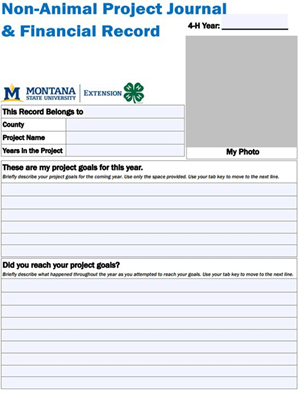 Non-Animal Project Journal
& Financial Record
4-H Year:
M MONTANA STATE UNIVERSITY EXTENSION
This Record Belongs to
County
Project Name
Years in the Project
My Photo
These are my project goals for this year.
Briefly describe your project goals for the coming year. Use only the space provided. Use your tab key to move to the next line.
Did you reach your project goals?
Briefly describe what happened throughout the year as you attempted to reach your goals. Use your tab key to move to the next line.